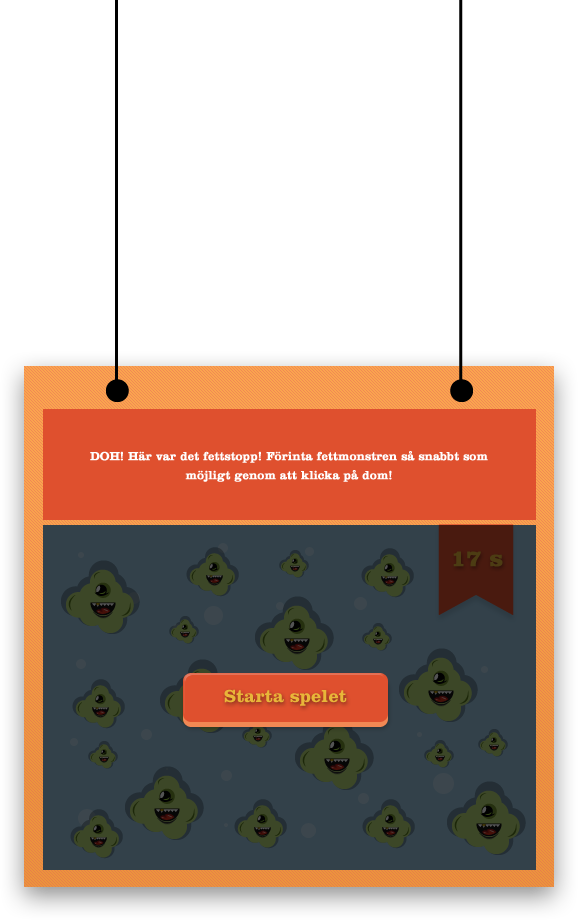 DOH! Här var det fettstopp! Förinta fettmonstren så snabbt som
möjligt genom att klicka på dom!
17 s
Starta spelet